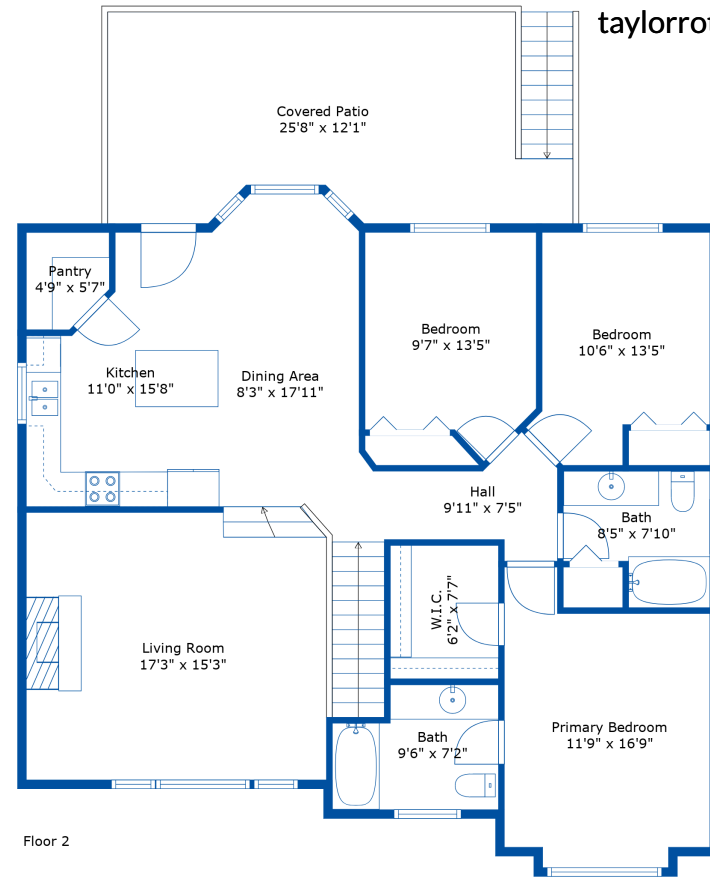 taylorrot
Covered Patio
25'8" x 12'1"
Pantry
4'9" x 5'7"
Kitchen
11'0" x 15'8"
Dining Area
8'3" x 17'11"
Bedroom
9'7" x 13'5"
Bedroom
10'6" x 13'5"
Hall
9'11" x 7'5"
Bath
8'5" x 7'10"
W.I.C.
6'2" x 7'7"
Living Room
17'3" x 15'3"
Bath
9'6" x 7'2"
Primary Bedroom
11'9" x 16'9"
Floor 2